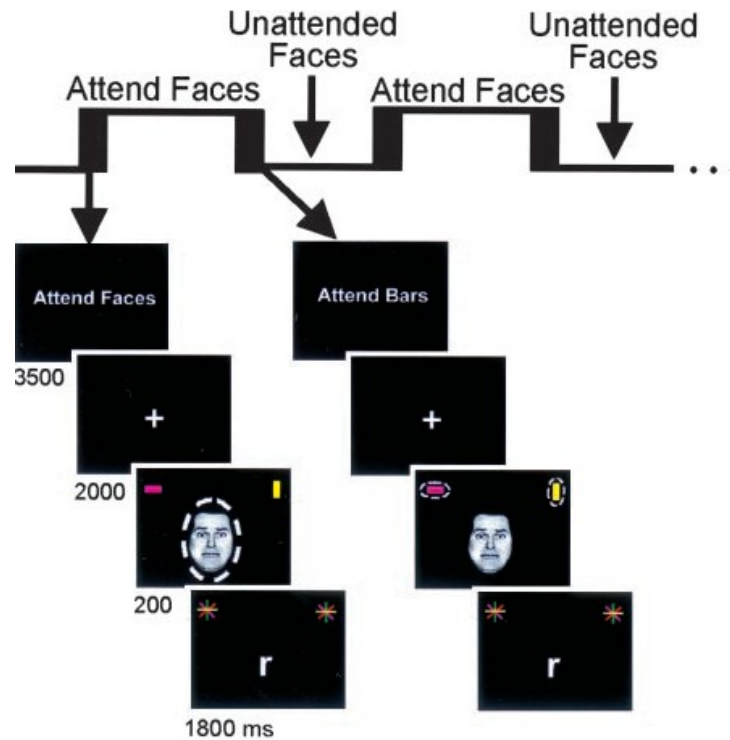 Unattended
Faces
Unattended
Faces
Attend Faces
Attend Faces
. . .
Attend Faces
Attend Bars
3500
+
+
2000
200
r
r
1800 ms